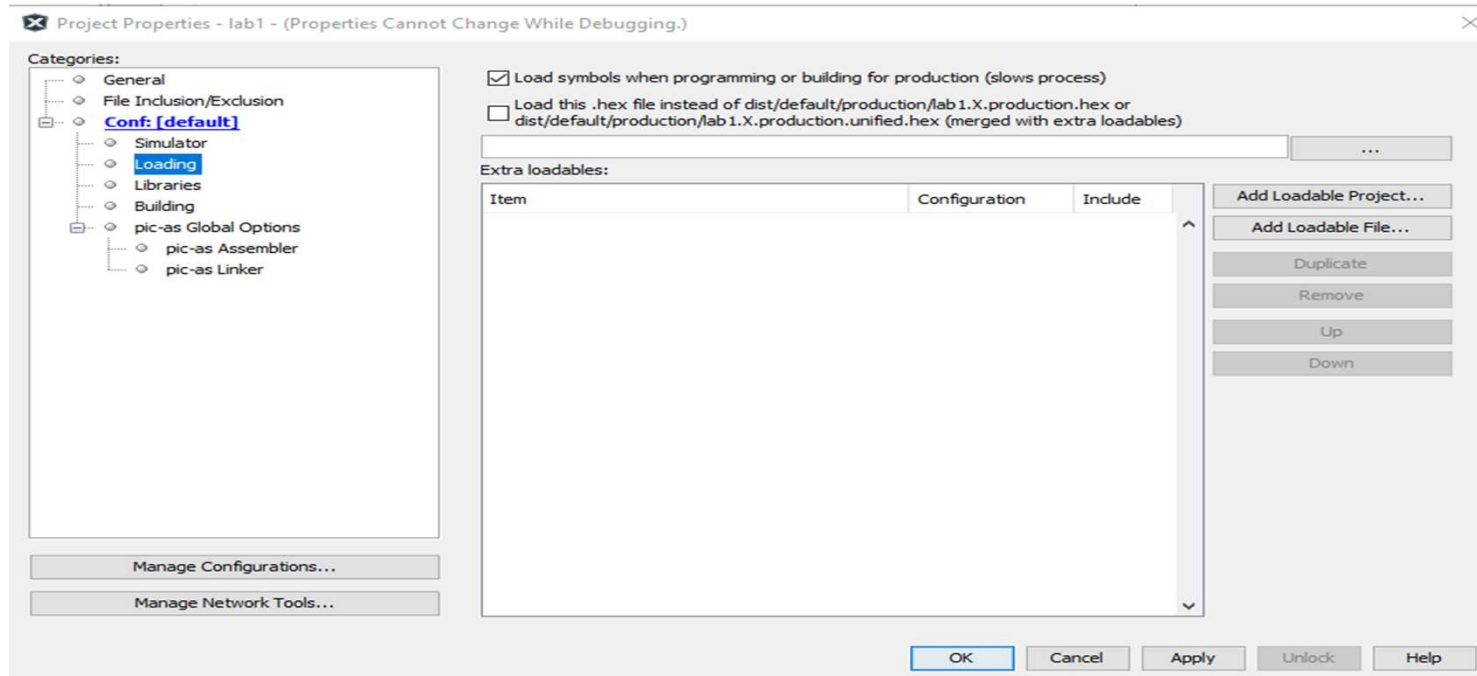 Project Properties - lab1 - (Properties Cannot Change While Debugging.)
Categories:
General
File Inclusion/Exclusion
Conf: [default]
Simulator
Loading
Libraries
Building
pic-as Global Options
pic-as Assembler
pic-as Linker
Manage Configurations...
Manage Network Tools...
Load symbols when programming or building for production (slows process)
Load this .hex file instead of dist/default/production/lab1.X.production.hex or
dist/default/production/lab1.X.production.unified.hex (merged with extra loadables)
...
Extra loadables:
Item Configuration Include
Add Loadable Project...
Add Loadable File...
Duplicate
Remove
Up
Down
OK Cancel Apply Unlock Help